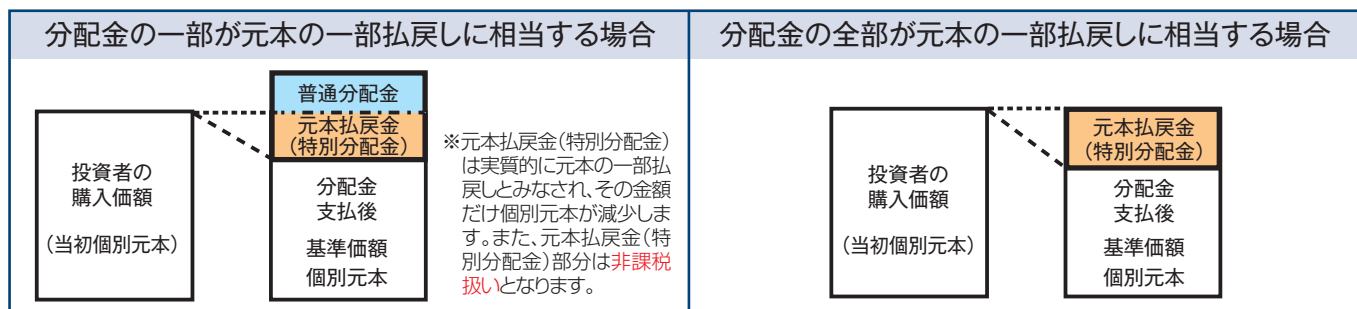 分配金の一部が元本の一部払戻しに相当する場合
投資者の
購入価額
(当初個別元本)
普通分配金
元本払戻金
(特別分配金)
分配金
支払後
基準価額
個別元本
※元本払戻金(特別分配金)
は実質的に元本の一部払
戻しとみなされ、その金額
だけ個別元本が減少しま
す。また、元本払戻金(特
別分配金)部分は非課税
扱いとなります。
分配金の全部が元本の一部払戻しに相当する場合
投資者の
購入価額
(当初個別元本)
元本払戻金
(特別分配金)
分配金
支払後
基準価額
個別元本